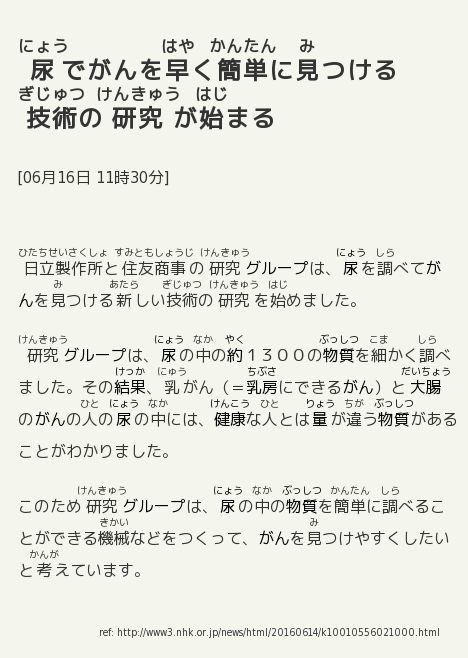 にょう はや かんたん み
尿でがんを早く簡単に見つける
ぎじゅつ けんきゅう はじ
技術の 研究 が始まる
[06月16日 11時30分]
ひたちせいさくしょ すみともしょうじ けんきゅう にょう しら
日立製作所と住友商事の 研究 グループは、尿を調べてが
み あたら ぎじゅつ けんきゅう はじ
んを見つける新しい技術の 研究 を始めました。
けんきゅう にょう なか やく ぶっしつ こま しら
研究 グループは、尿の中の約１３００の物質を細かく調べ
けっか にゅう ちぶさ だいちょう
ました。その結果、乳がん（＝乳房にできるがん）と大腸
ひと にょう なか けんこう ひと りょう ちが ぶっしつ
のがんの人の尿の中には、健康な人とは量が違う物質がある
ことがわかりました。
けんきゅう にょう なか ぶっしつ かんたん しら
このため 研究 グループは、尿の中の物質を簡単に調べるこ
きかい み
とができる機械などをつくって、がんを見つけやすくしたい
かんが
と考えています。
ref: http://www3.nhk.or.jp/news/html/20160614/k10010556021000.html